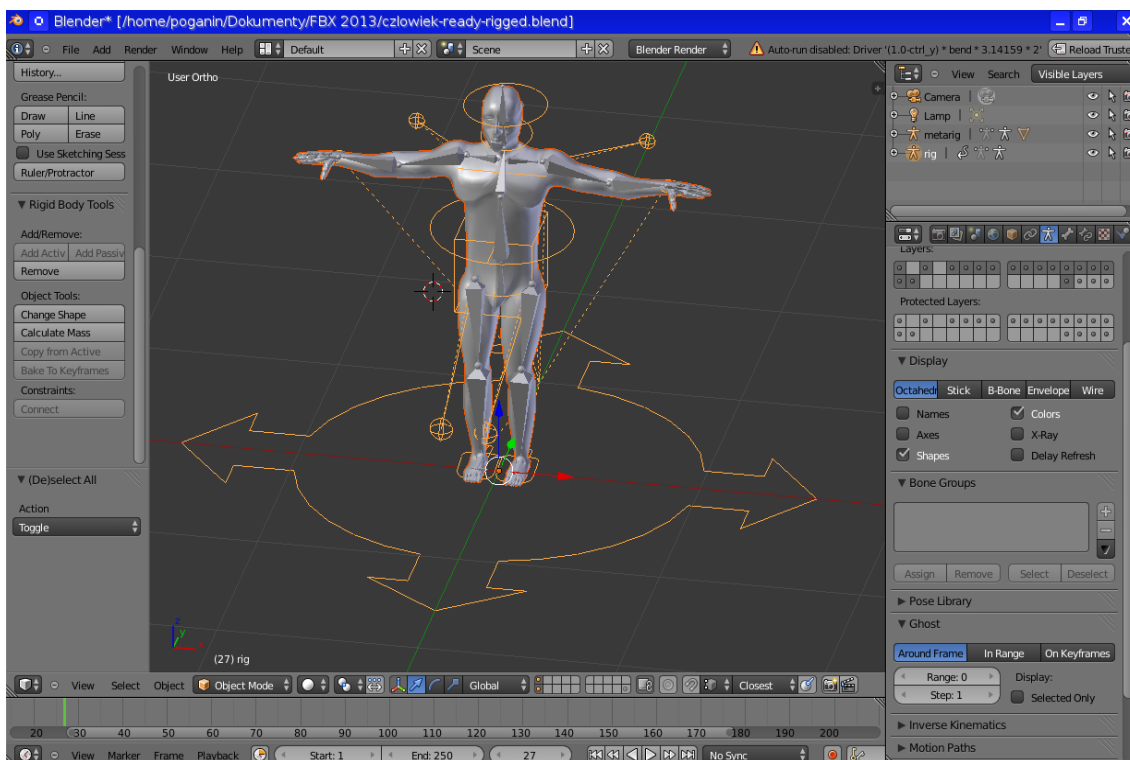 Blender* [/home/poganin/Dokumenty/FBX 2013/czlowiek-ready-rigged.blend]
File Add Render Window Help Default Scene Blender Render Auto-run disabled: Driver '(1.0-ctrl_y) * bend * 3.14159 * 2' Reload Truste
History...
Grease Pencil:
Draw Line
Poly Erase
Use Sketching Sess
Ruler/Protractor
Rigid Body Tools
Add/Remove:
Add Activ Add Passiv
Remove
Object Tools:
Change Shape
Calculate Mass
Copy from Active
Bake To Keyframes
Constraints:
Connect
(De)select All
Action
Toggle
User Ortho
z
y
x
(27) rig
View Search Visible Layers
Camera
Lamp
metarig
rig
Layers:
Protected Layers:
Display
Octahedr Stick B-Bone Envelope Wire
Names Colors
Axes X-Ray
Shapes Delay Refresh
Bone Groups
Assign Remove Select Deselect
Pose Library
Ghost
Around Frame In Range On Keyframes
Range: 0 Display:
Step: 1 Selected Only
Inverse Kinematics
Motion Paths
View Select Object Object Mode Global Closest
20 30 40 50 60 70 80 90 100 110 120 130 140 150 160 170 180 190 200
View Marker Frame Playback Start: 1 End: 250 27 No Sync